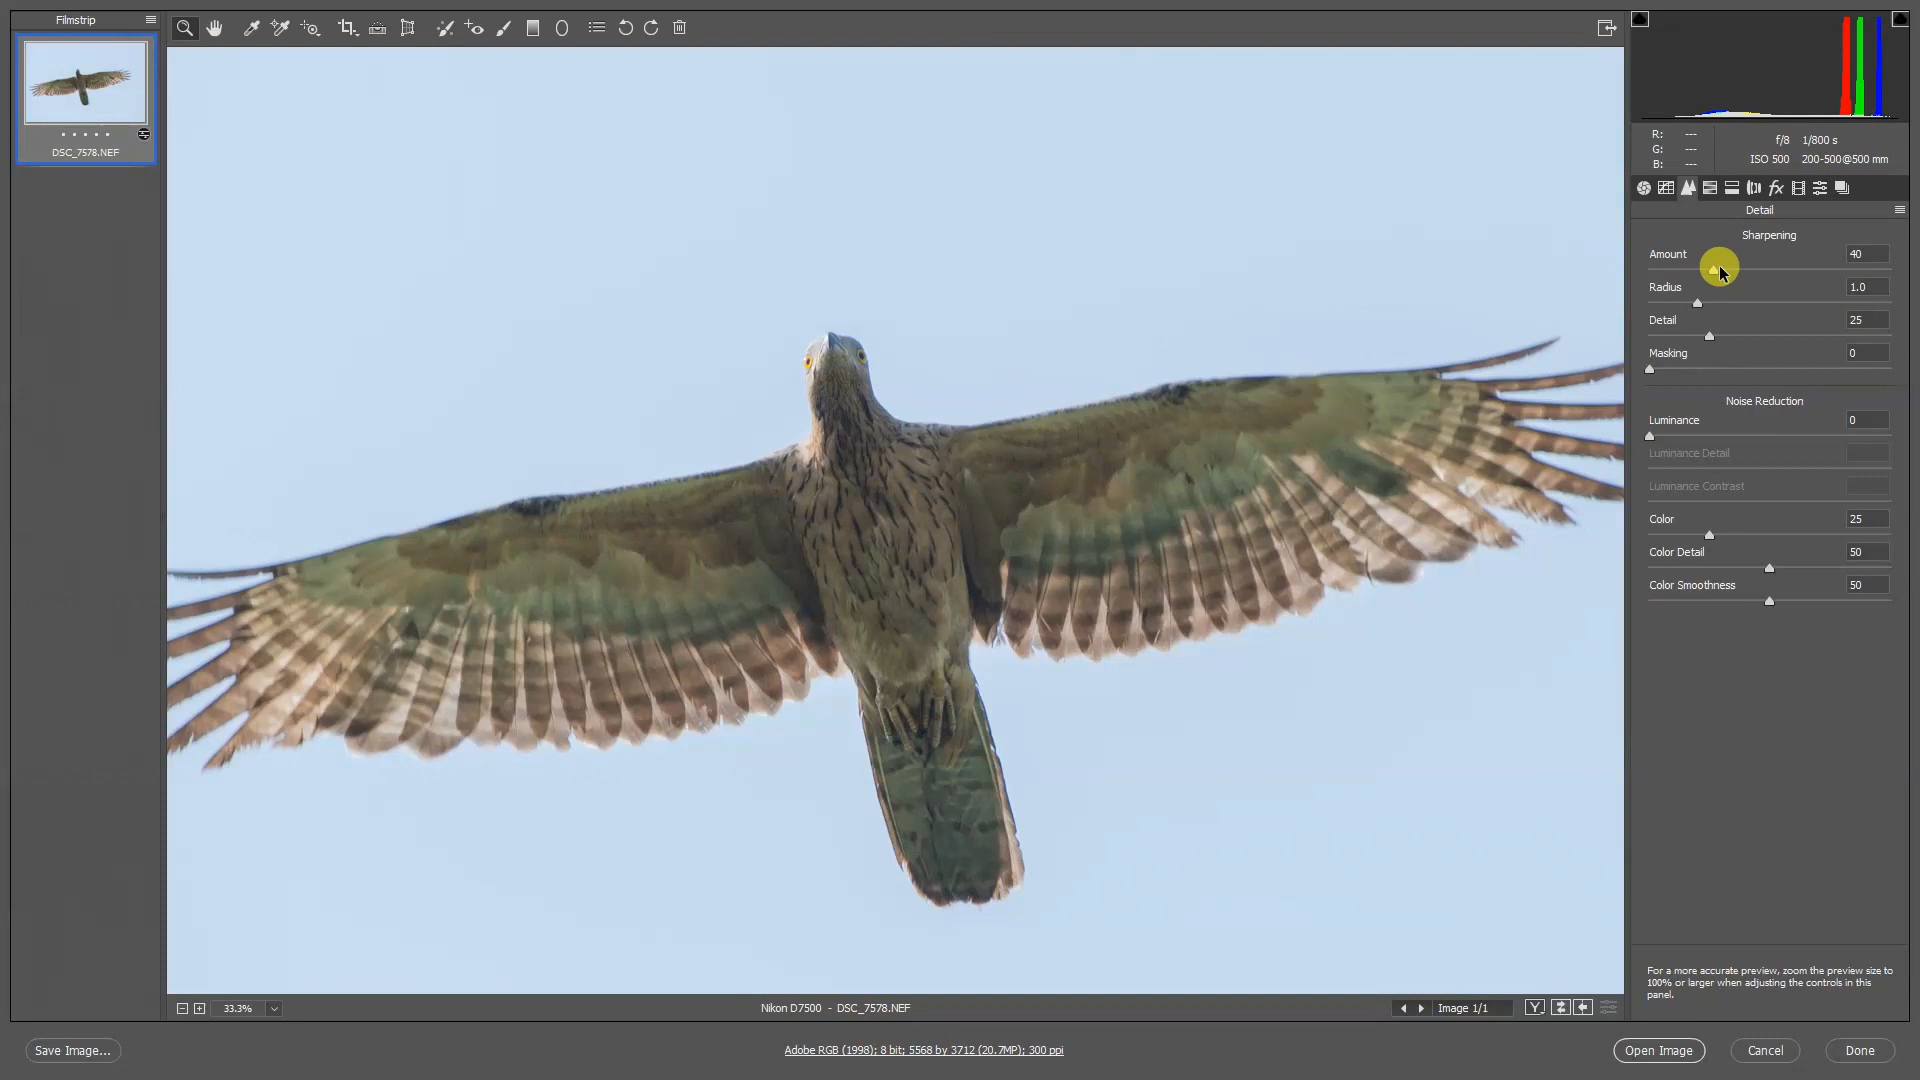 Filmstrip
DSC_7578.NEF
R: ---
G: ---
B: ---
f/8 1/800 s
ISO 500 200-500@500 mm
fx
Detail
Sharpening
Amount 40
Radius 1.0
Detail 25
Masking 0
Noise Reduction
Luminance 0
Luminance Detail
Luminance Contrast
Color 25
Color Detail 50
Color Smoothness 50
For a more accurate preview, zoom the preview size to
100% or larger when adjusting the controls in this
panel.
33.3%
Nikon D7500 - DSC_7578.NEF
Image 1/1
Y
Save Image...
Adobe RGB (1998); 8 bit; 5568 by 3712 (20.7MP); 300 ppi
Open Image
Cancel
Done